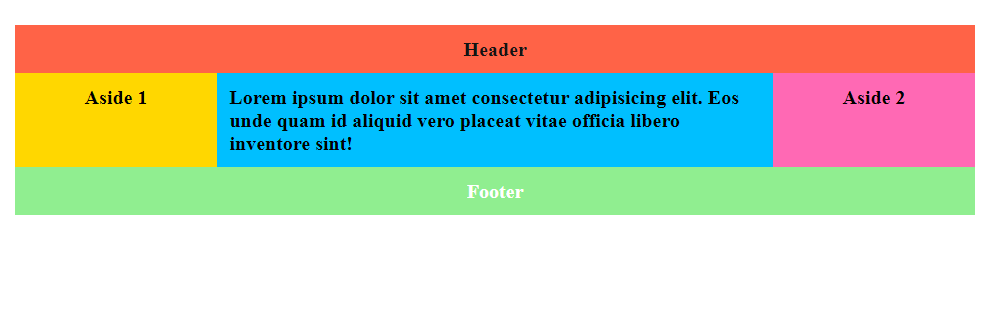 Header
Aside 1
Lorem ipsum dolor sit amet consectetur adipisicing elit. Eos
unde quam id aliquid vero placeat vitae officia libero
inventore sint!
Aside 2
Footer